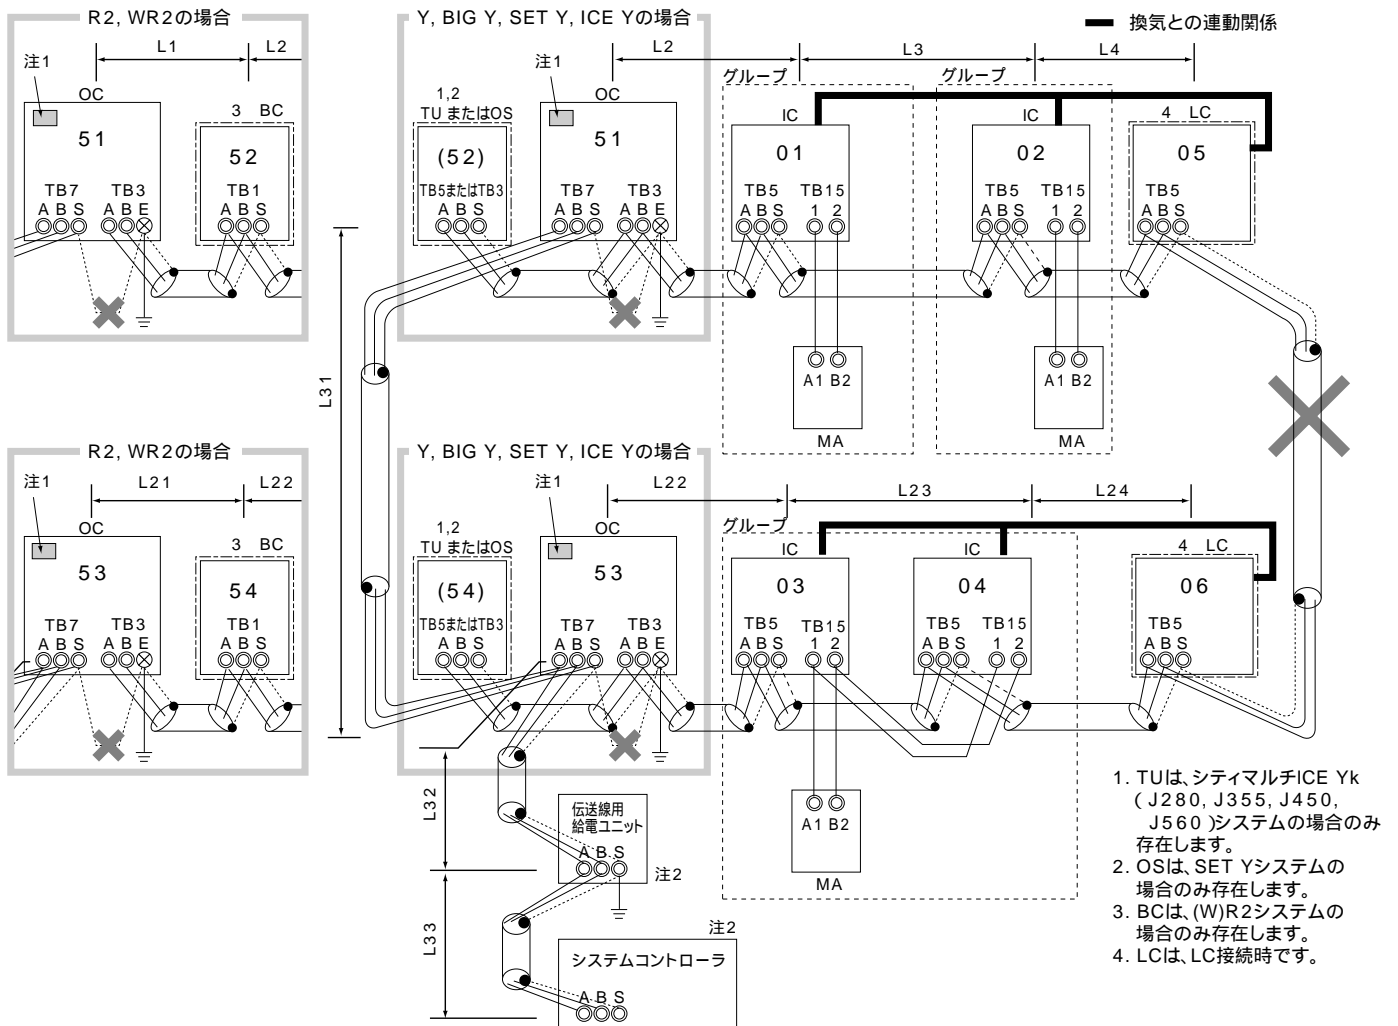 R2, WR2の場合
L1
L2
注1
OC
51
TB7 TB3
A B S A B E
3 BC
52
TB1
A B S
Y, BIG Y, SET Y, ICE Yの場合
L2
注1
1,2
TU またはOS
(52)
TB5またはTB3
A B S
OC
51
TB7 TB3
A B S A B E
換気との連動関係
L3
L4
グループ
IC
01
TB5 TB15
A B S 1 2
A1 B2
MA
グループ
IC
02
TB5 TB15
A B S 1 2
A1 B2
MA
4 LC
05
TB5
A B S
L31
R2, WR2の場合
L21
L22
注1
OC
53
TB7 TB3
A B S A B E
3 BC
54
TB1
A B S
Y, BIG Y, SET Y, ICE Yの場合
L22
注1
1,2
TU またはOS
(54)
TB5またはTB3
A B S
OC
53
TB7 TB3
A B S A B E
L23
L24
グループ
IC
03
TB5 TB15
A B S 1 2
IC
04
TB5 TB15
A B S 1 2
A1 B2
MA
4 LC
06
TB5
A B S
L32
伝送線用
給電ユニット
A B S
注2
L33
注2
システムコントローラ
A B S
1. TUは、シティマルチICE Yk
(J280, J355, J450,
J560)システムの場合のみ
存在します。
2. OSは、SET Yシステムの
場合のみ存在します。
3. BCは、(W)R2システムの
場合のみ存在します。
4. LCは、LC接続時です。